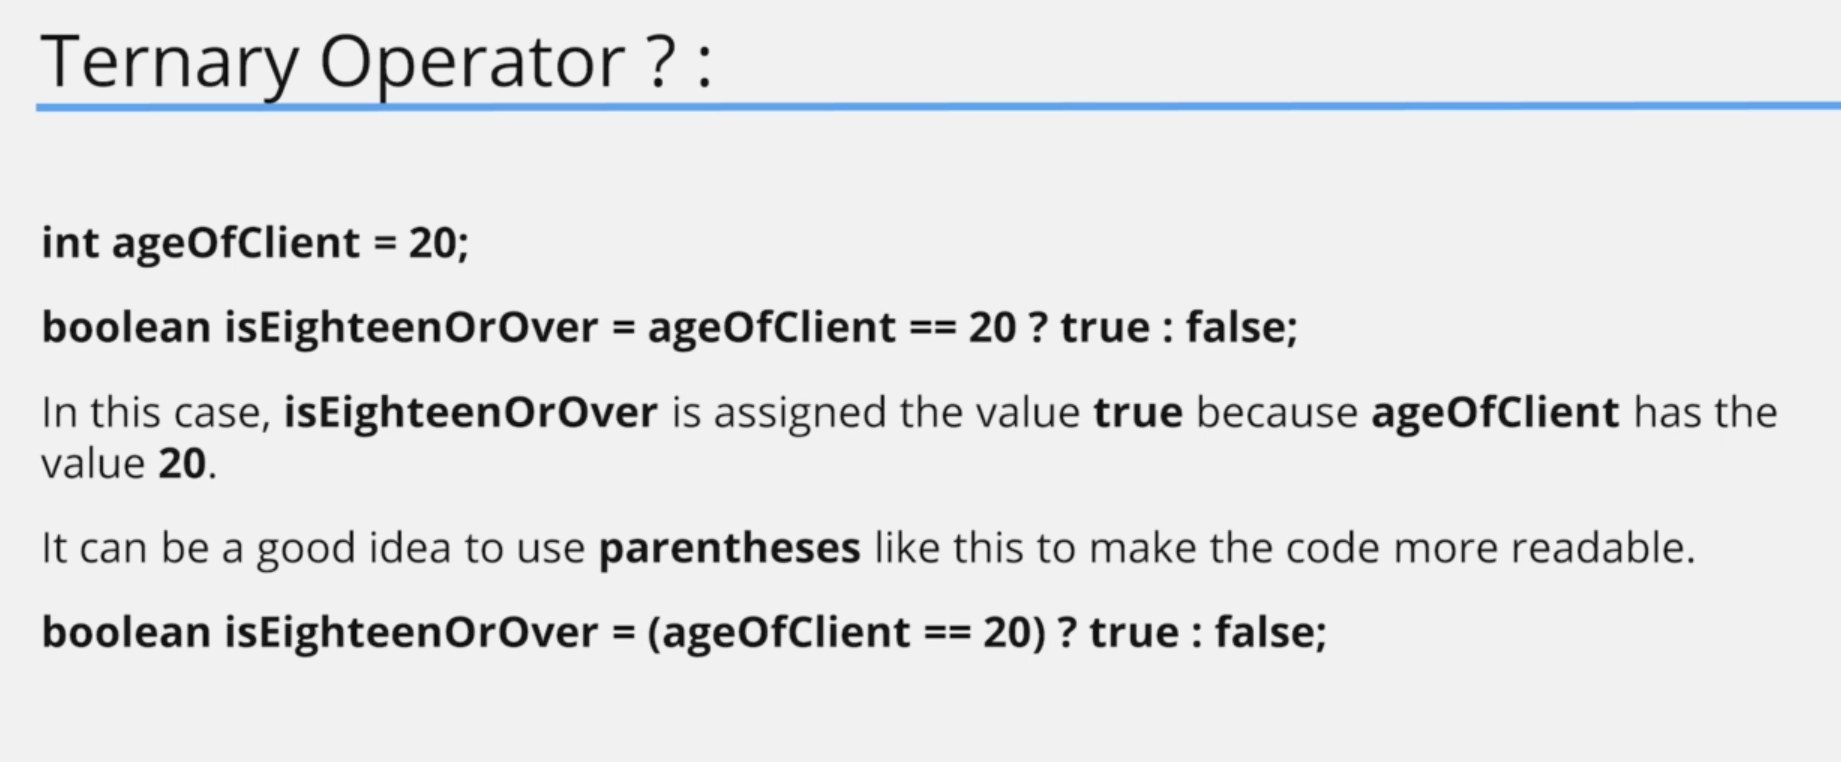 Ternary Operator ? :
int ageOfClient = 20;
boolean isEighteenOrOver = ageOfClient == 20 ? true : false;
In this case, isEighteenOrOver is assigned the value true because ageOfClient has the
value 20.
It can be a good idea to use parentheses like this to make the code more readable.
boolean isEighteenOrOver = (ageOfClient == 20) ? true : false;